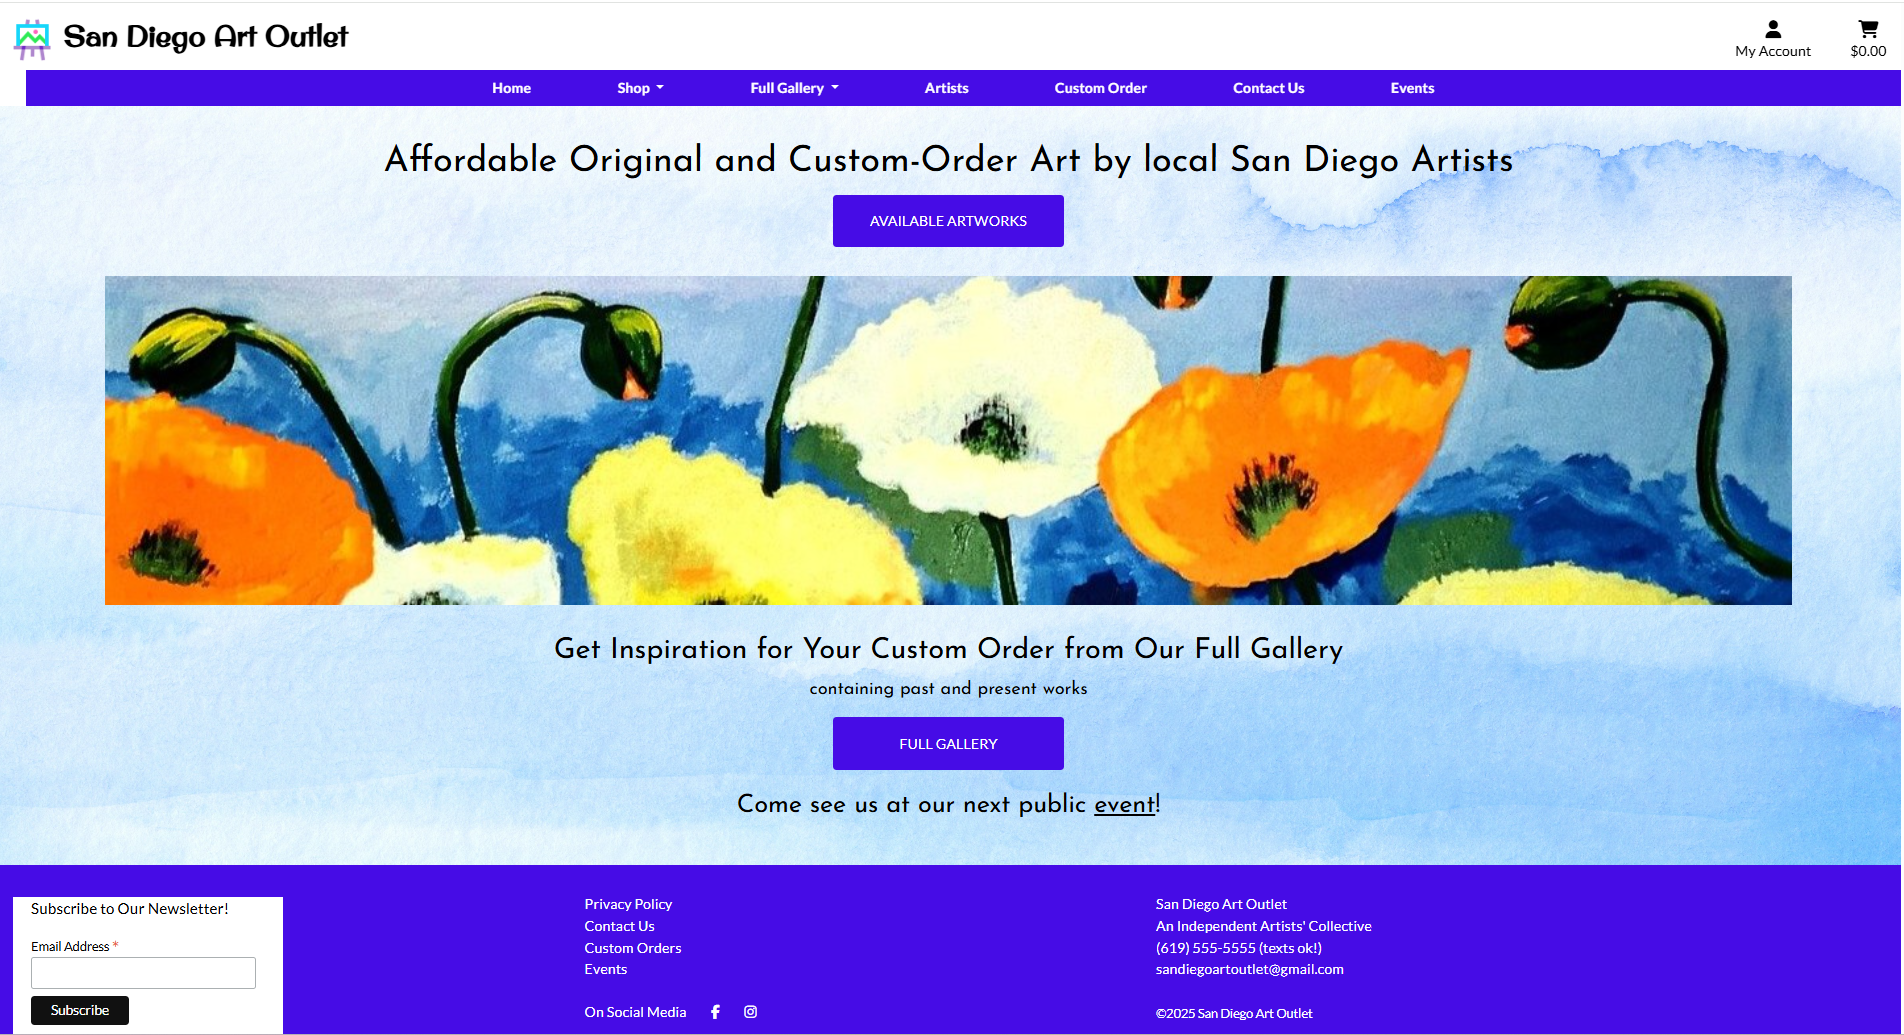 San Diego Art Outlet
My Account
$0.00
Home Shop Full Gallery Artists Custom Order Contact Us Events
Affordable Original and Custom-Order Art by local San Diego Artists
AVAILABLE ARTWORKS
Get Inspiration for Your Custom Order from Our Full Gallery
containing past and present works
FULL GALLERY
Come see us at our next public event!
Subscribe to Our Newsletter!
Email Address *
Subscribe
Privacy Policy
Contact Us
Custom Orders
Events
On Social Media
San Diego Art Outlet
An Independent Artists' Collective
(619) 555-5555 (texts ok!)
sandiegoartoutlet@gmail.com
©2025 San Diego Art Outlet